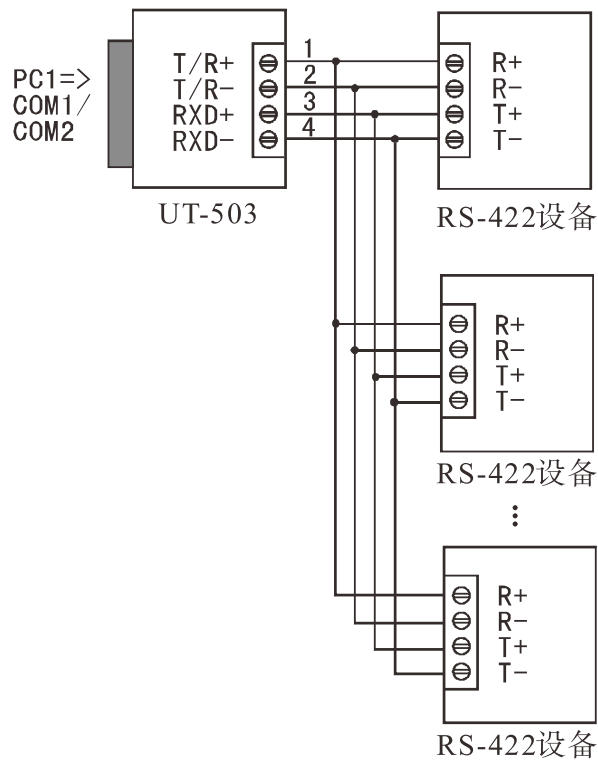 PC1=>
COM1/
COM2
T/R+
T/R-
RXD+
RXD-
1
2
3
4
UT-503
R+
R-
T+
T-
RS-422设备
R+
R-
T+
T-
RS-422设备
⋮
R+
R-
T+
T-
RS-422设备